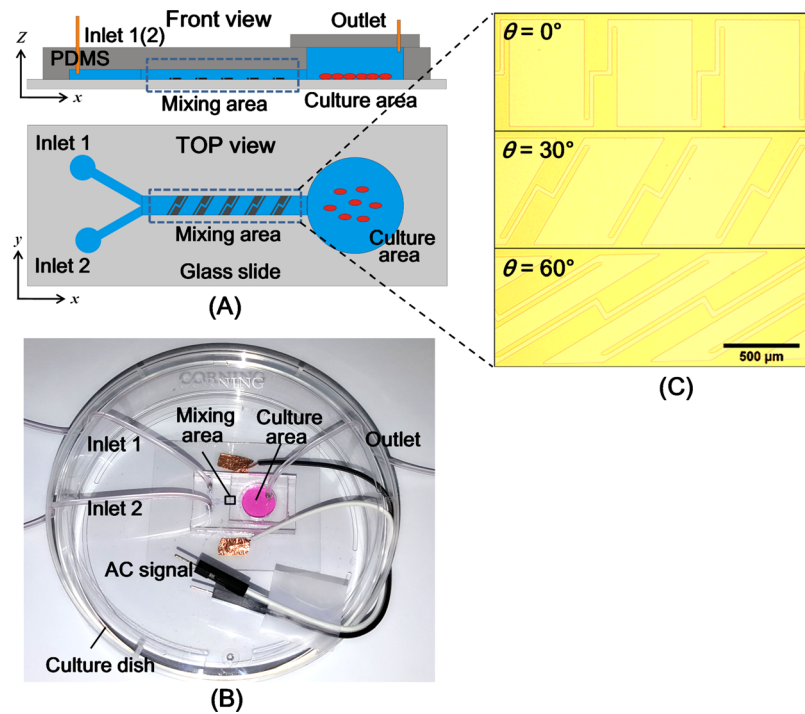 Front view
Outlet
Inlet 1(2)
PDMS
Z
x
Mixing area
Culture area
Inlet 1
TOP view
Mixing area
Culture
area
Inlet 2
Glass slide
y
x
(A)
θ = 0°
θ = 30°
θ = 60°
500 µm
(C)
CORNING
NING
Mixing
area
Culture
area
Inlet 1
Outlet
Inlet 2
AC signal
Culture dish
(B)